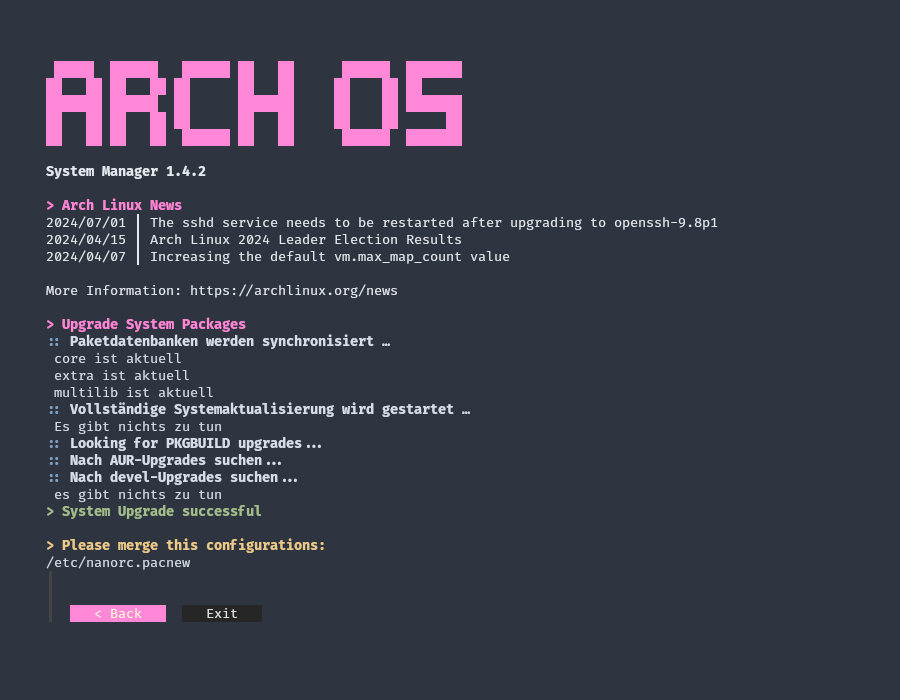 ARCH OS
System Manager 1.4.2
> Arch Linux News
2024/07/01 │ The sshd service needs to be restarted after upgrading to openssh-9.8p1
2024/04/15 │ Arch Linux 2024 Leader Election Results
2024/04/07 │ Increasing the default vm.max_map_count value
More Information: https://archlinux.org/news
> Upgrade System Packages
:: Paketdatenbanken werden synchronisiert …
core ist aktuell
extra ist aktuell
multilib ist aktuell
:: Vollständige Systemaktualisierung wird gestartet …
Es gibt nichts zu tun
:: Looking for PKGBUILD upgrades...
:: Nach AUR-Upgrades suchen...
:: Nach devel-Upgrades suchen...
es gibt nichts zu tun
> System Upgrade successful
> Please merge this configurations:
/etc/nanorc.pacnew
< Back Exit